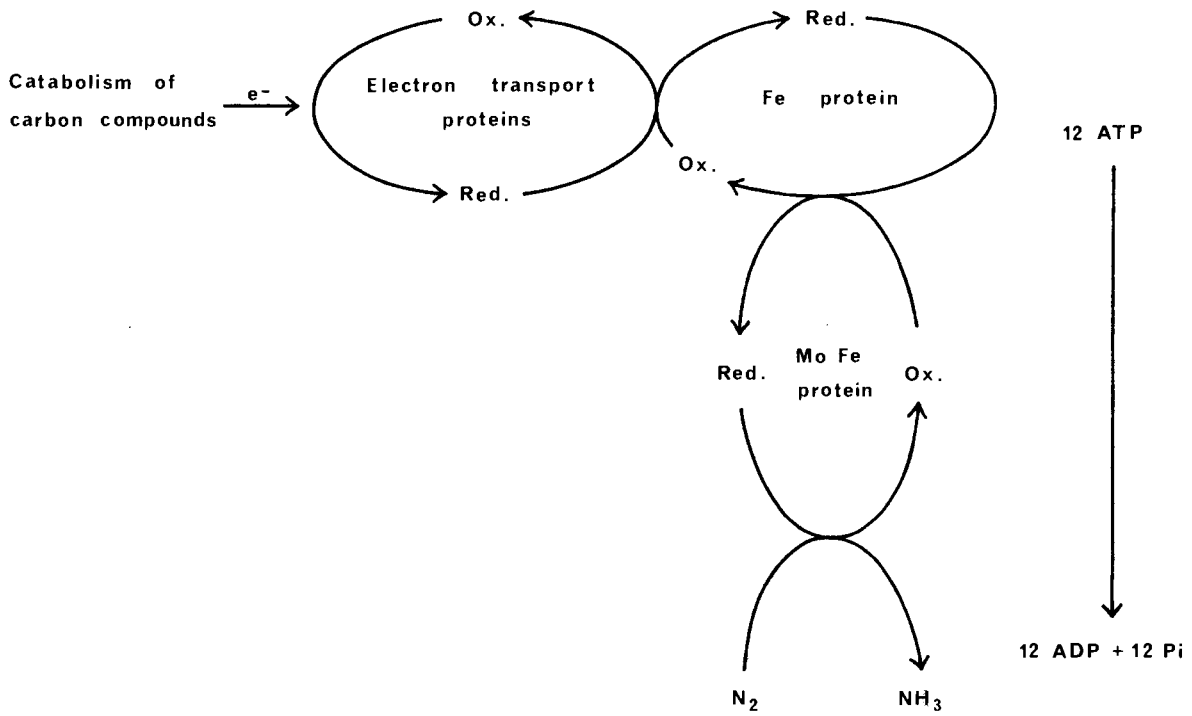 Ox.
Red.
Catabolism of
carbon compounds
e-
Electron transport
proteins
Fe protein
12 ATP
Ox.
Red.
Red.
Mo Fe
protein
Ox.
12 ADP + 12 Pi
N2
NH3